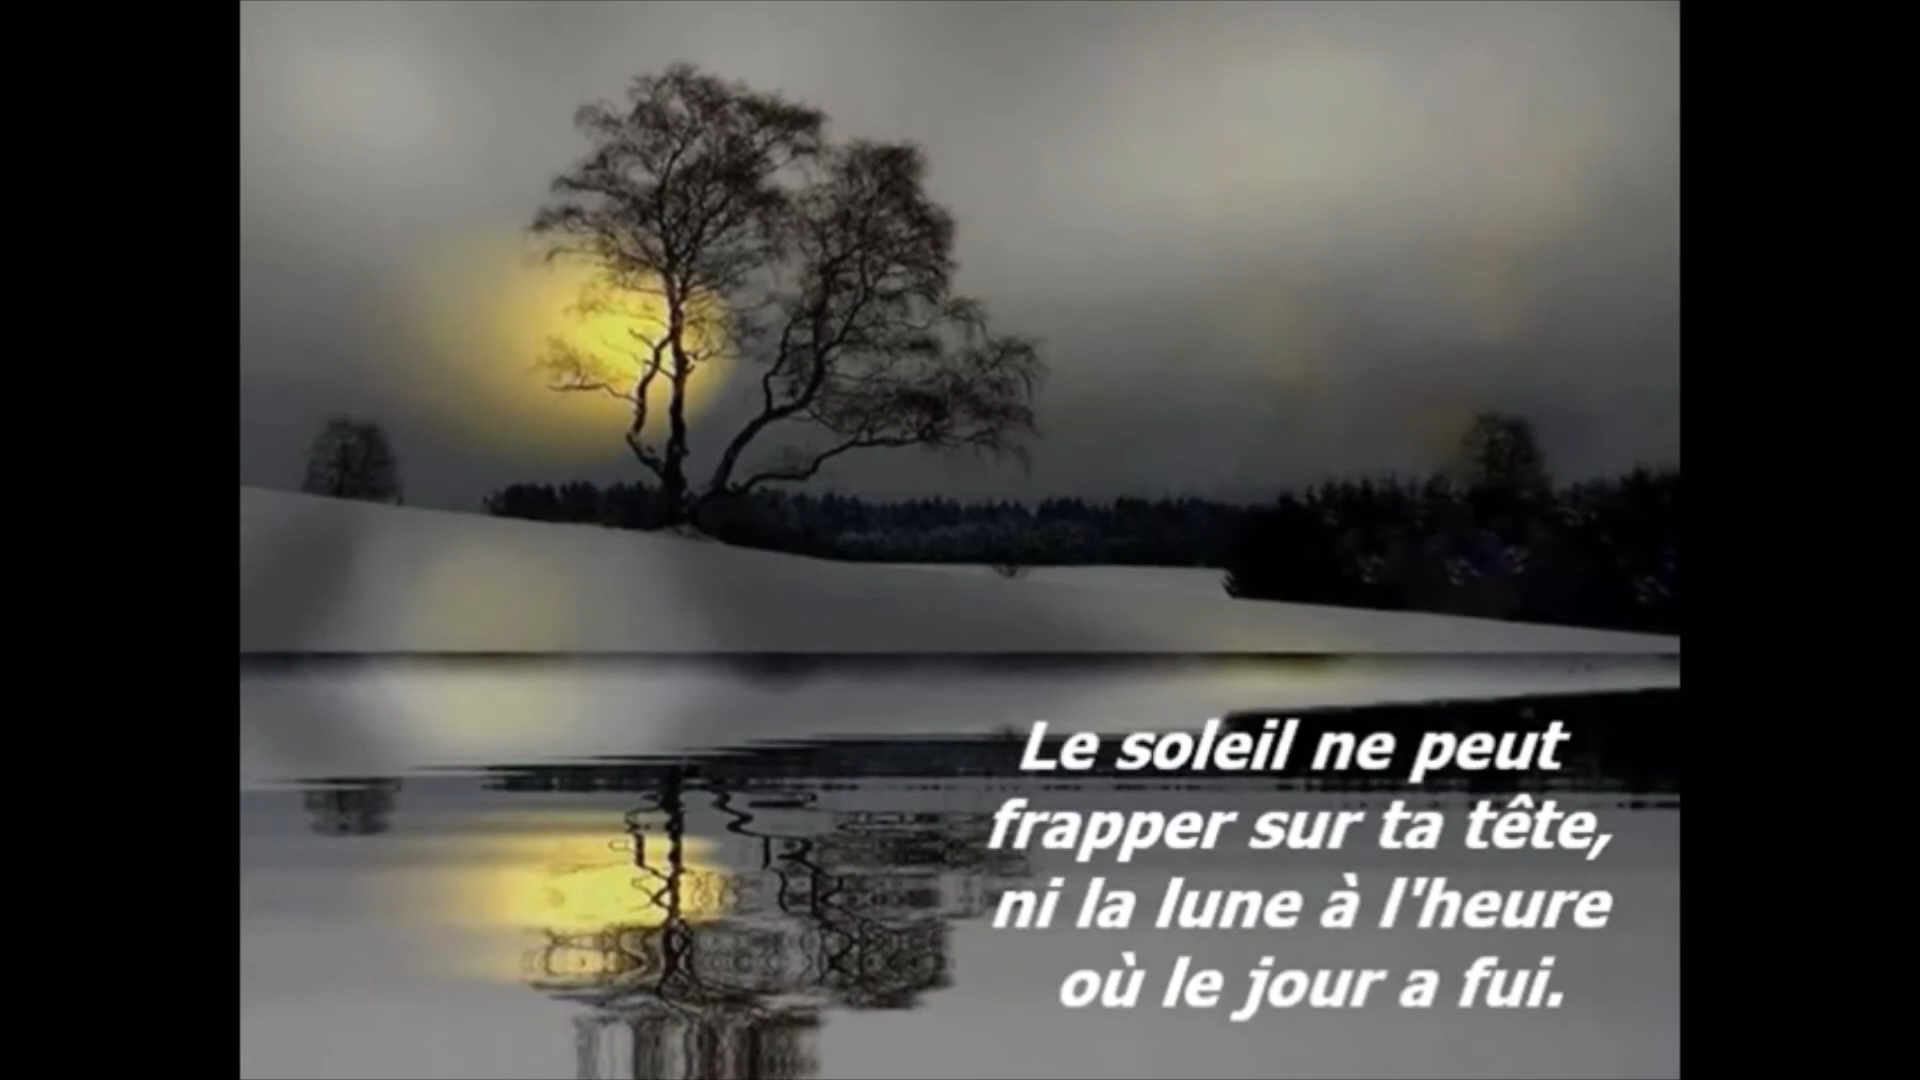 Le soleil ne peut
frapper sur ta tête,
ni la lune à l'heure
où le jour a fui.